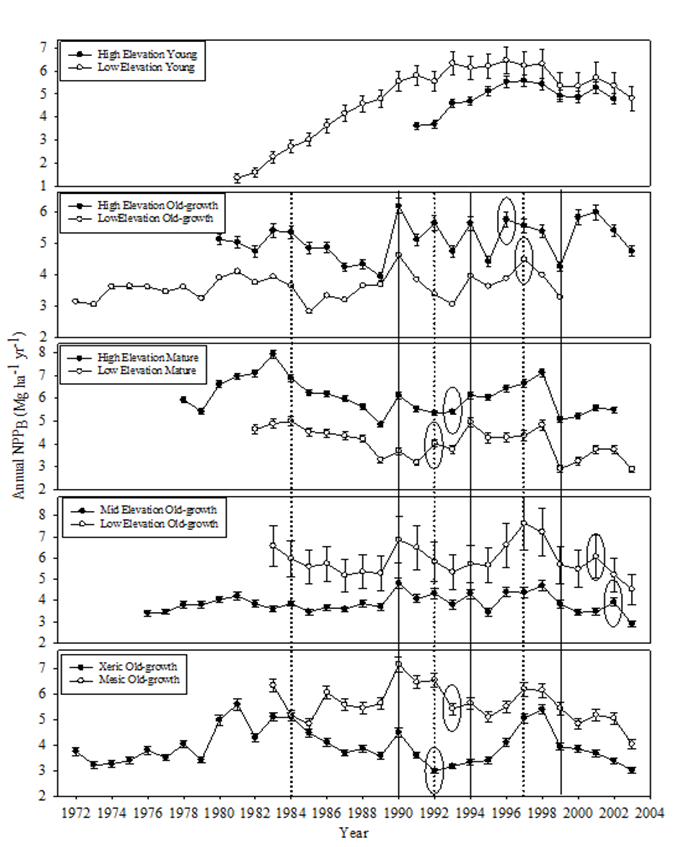 7
6
5
4
3
2
1
High Elevation Young
Low Elevation Young
6
5
4
3
2
High Elevation Old-growth
LowElevation Old-growth
8
7
6
5
4
3
2
High Elevation Mature
Low Elevation Mature
Annual NPPB (Mg ha-1 yr-1)
8
7
6
5
4
3
2
Mid Elevation Old-growth
Low Elevation Old-growth
7
6
5
4
3
2
Xeric Old-growth
Mesic Old-growth
1972 1974 1976 1978 1980 1982 1984 1986 1988 1990 1992 1994 1996 1998 2000 2002 2004
Year